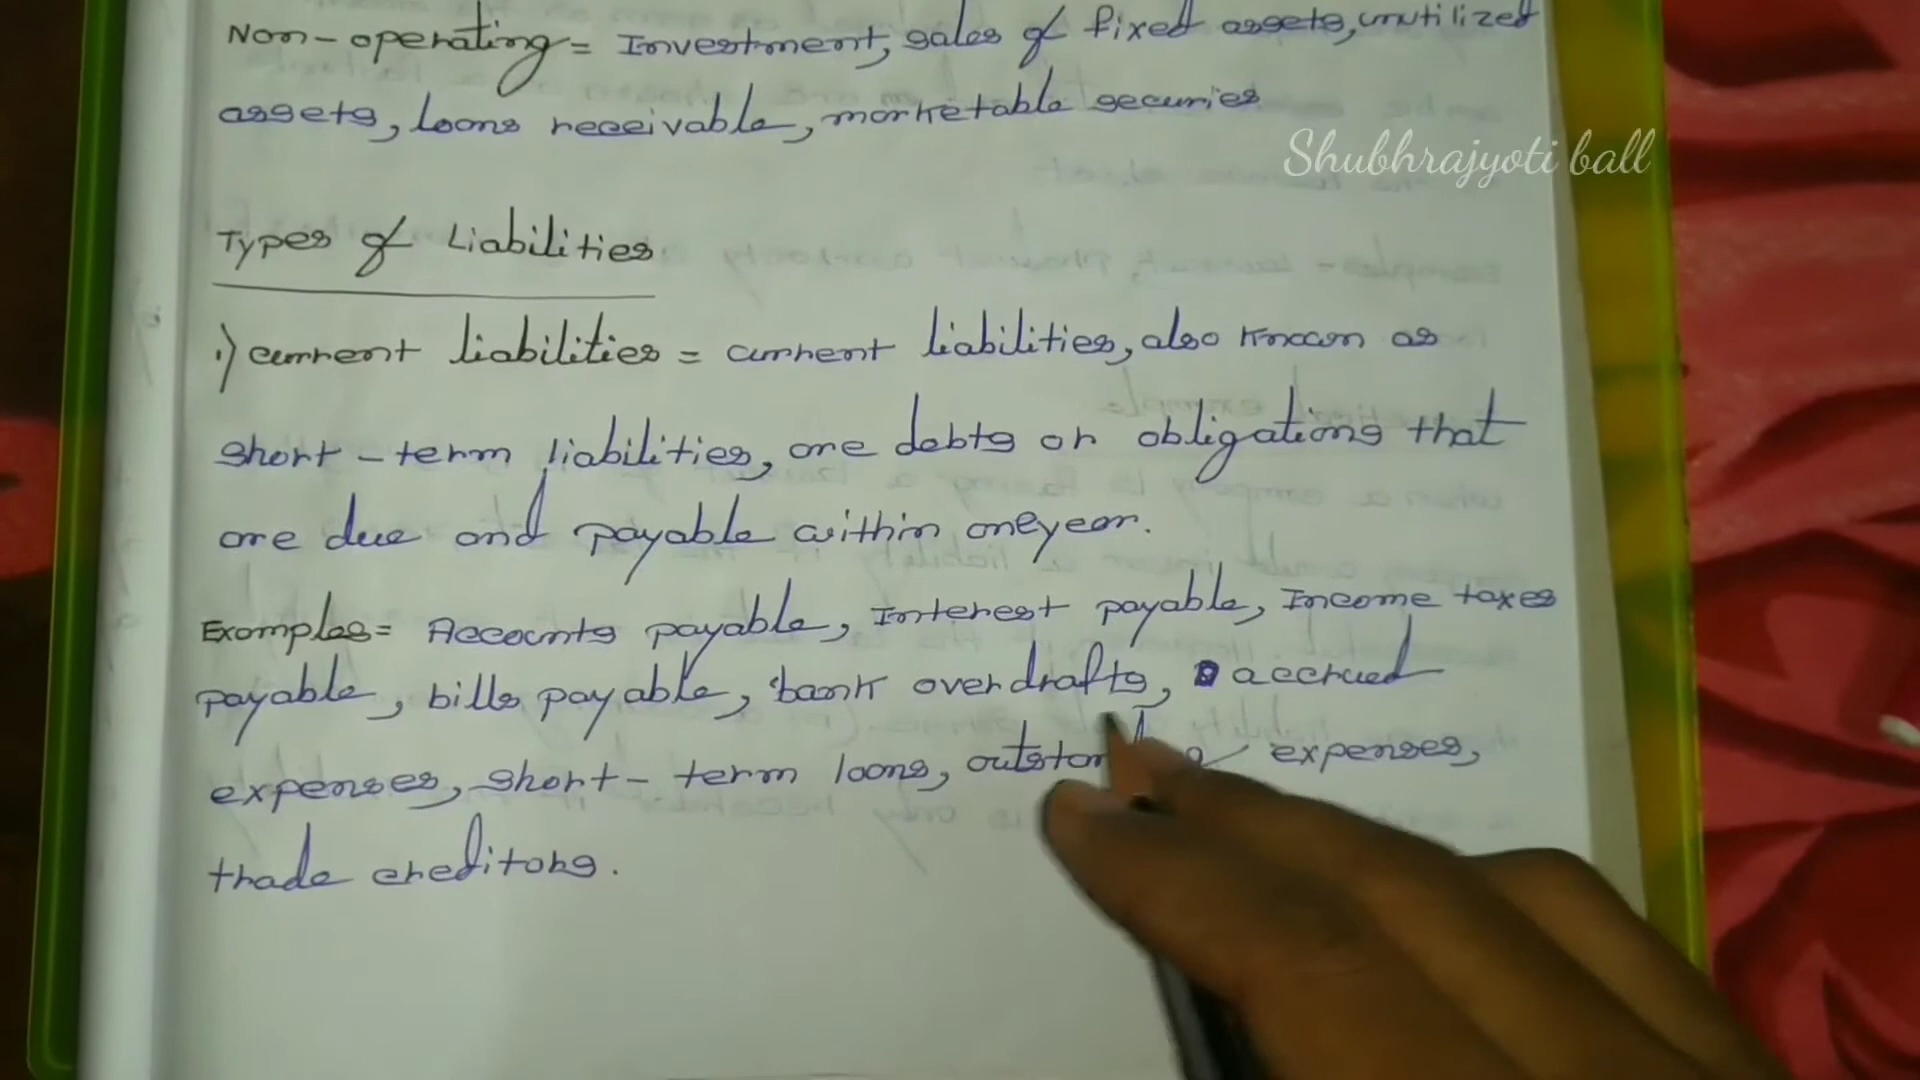 Non-operating = Investment, sales of fixed assets, unutilized
assets, loans receivable, marketable securies
Shubhrajyoti ball
Types of Liabilities
1) current liabilities = current liabilities, also known as
short-term liabilities, are debts or obligations that
are due and payable within oneyear.
Examples = Accounts payable, Interest payable, Income taxes
payable, bills payable, bank overdrafts, accrued
expenses, short-term loans, expenses,
trade creditors.